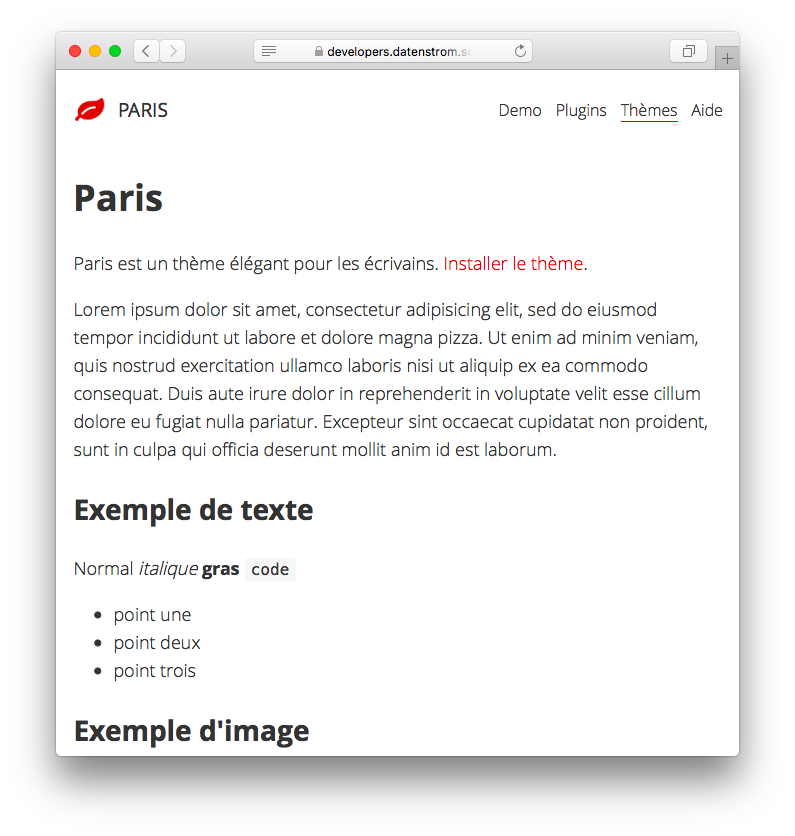 developers.datenstrom.s
PARIS
Demo Plugins Thèmes Aide
Paris
Paris est un thème élégant pour les écrivains. Installer le thème.
Lorem ipsum dolor sit amet, consectetur adipisicing elit, sed do eiusmod
tempor incididunt ut labore et dolore magna pizza. Ut enim ad minim veniam,
quis nostrud exercitation ullamco laboris nisi ut aliquip ex ea commodo
consequat. Duis aute irure dolor in reprehenderit in voluptate velit esse cillum
dolore eu fugiat nulla pariatur. Excepteur sint occaecat cupidatat non proident,
sunt in culpa qui officia deserunt mollit anim id est laborum.
Exemple de texte
Normal italique gras code
• point une
• point deux
• point trois
Exemple d'image